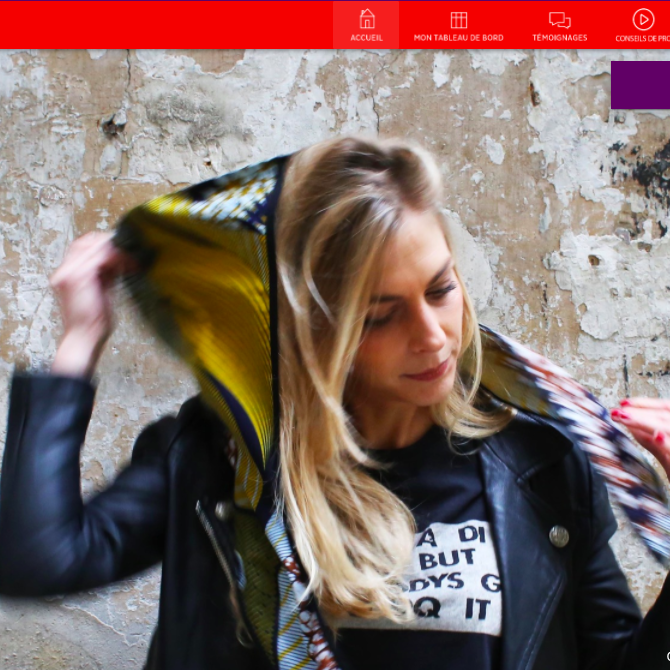 ACCUEIL
MON TABLEAU DE BORD
TÉMOIGNAGES
CONSEILS DE PRO
A DI
BUT
DYS G
Q IT